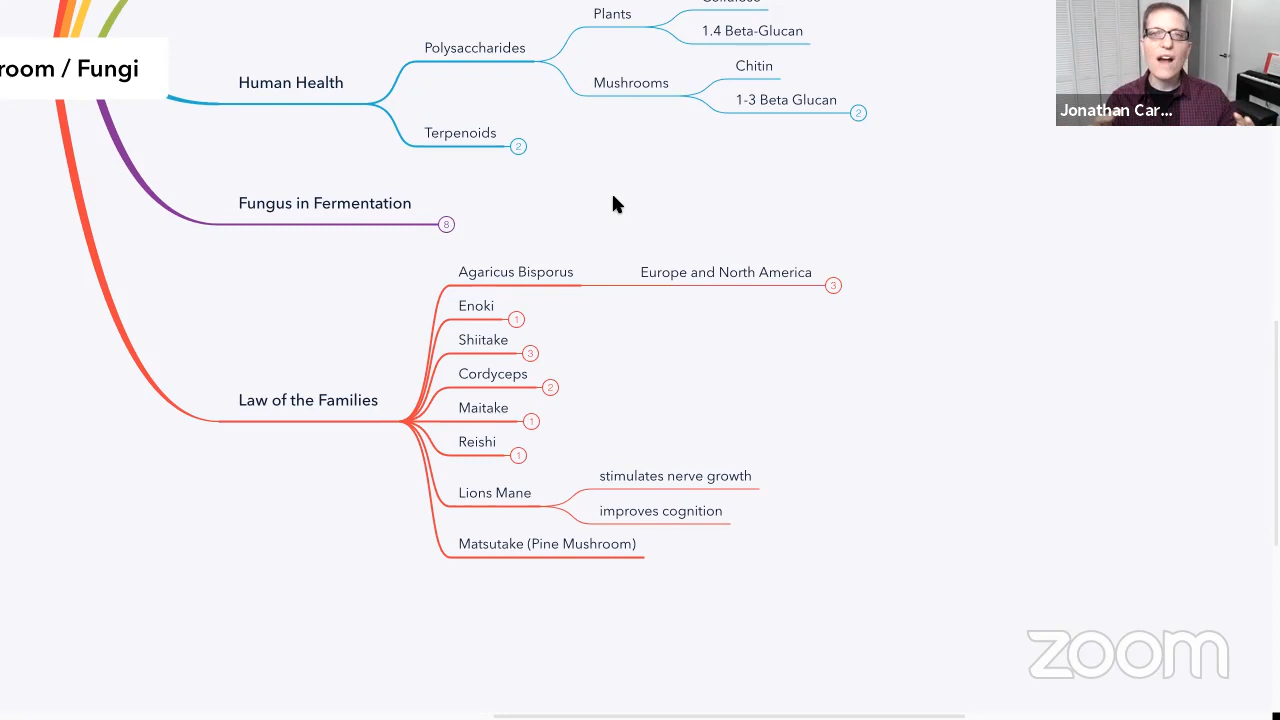 Plants
1.4 Beta-Glucan
Polysaccharides
Chitin
room / Fungi
Human Health
Mushrooms
1-3 Beta Glucan
2
Jonathan Car...
Terpenoids
2
Fungus in Fermentation
8
Agaricus Bisporus
Europe and North America
3
Enoki
1
Shiitake
3
Cordyceps
2
Law of the Families
Maitake
1
Reishi
1
stimulates nerve growth
Lions Mane
improves cognition
Matsutake (Pine Mushroom)
zoom